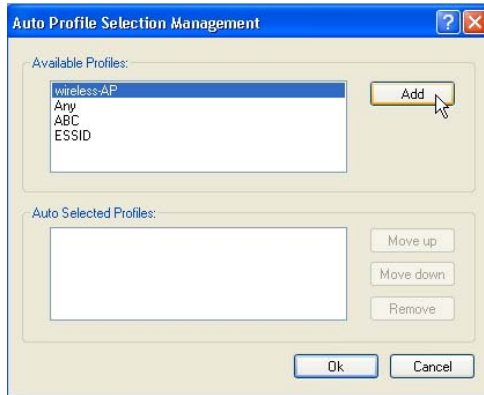 Auto Profile Selection Management
Available Profiles:
wireless-AP
Any
ABC
ESSID
Add
Auto Selected Profiles:
Move up
Move down
Remove
Ok
Cancel